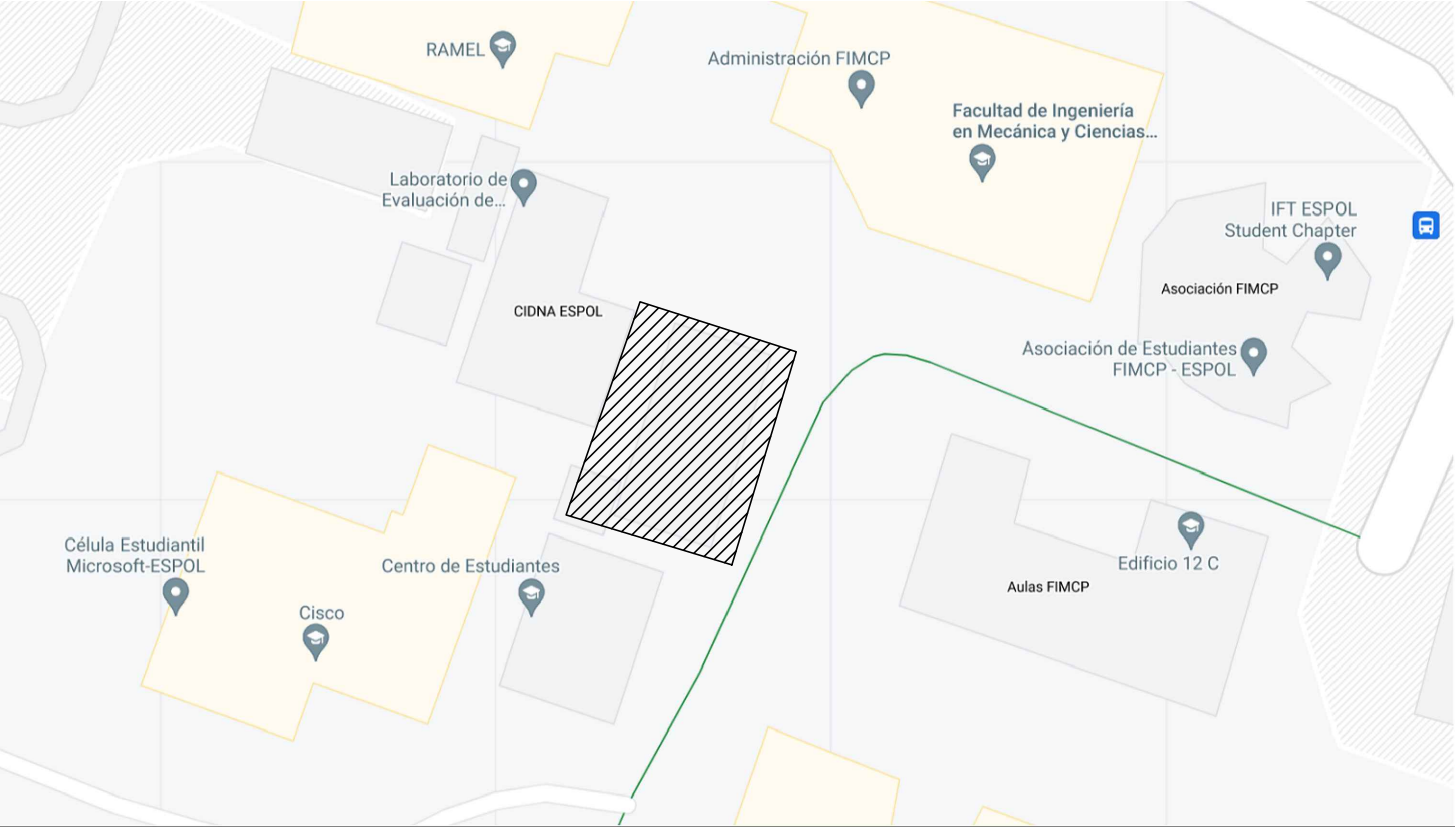 RAMEL
Administración FIMCP
Facultad de Ingeniería
en Mecánica y Ciencias...
Laboratorio de
Evaluación de...
IFT ESPOL
Student Chapter
Asociación FIMCP
CIDNA ESPOL
Asociación de Estudiantes
FIMCP - ESPOL
Célula Estudiantil
Microsoft-ESPOL
Centro de Estudiantes
Edificio 12 C
Aulas FIMCP
Cisco